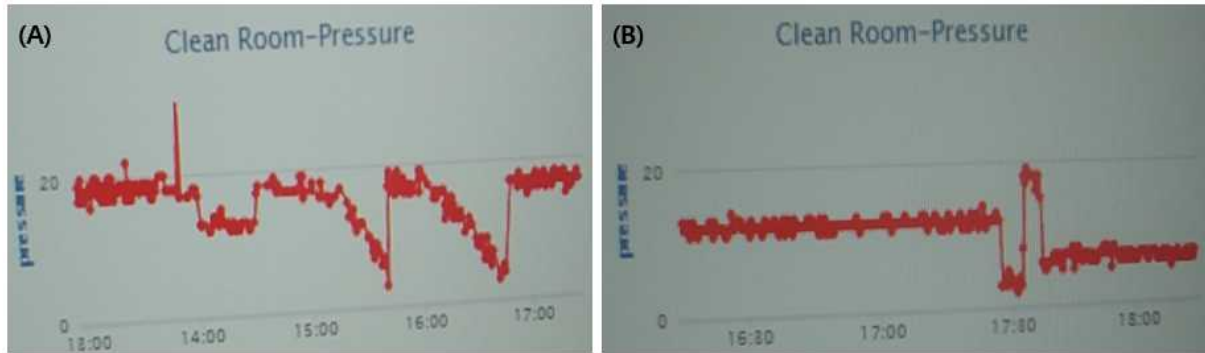 (A)
Clean Room-Pressure
pressure
20
0
13:00
14:00
15:00
16:00
17:00
(B)
Clean Room-Pressure
pressure
20
0
16:30
17:00
17:30
18:00